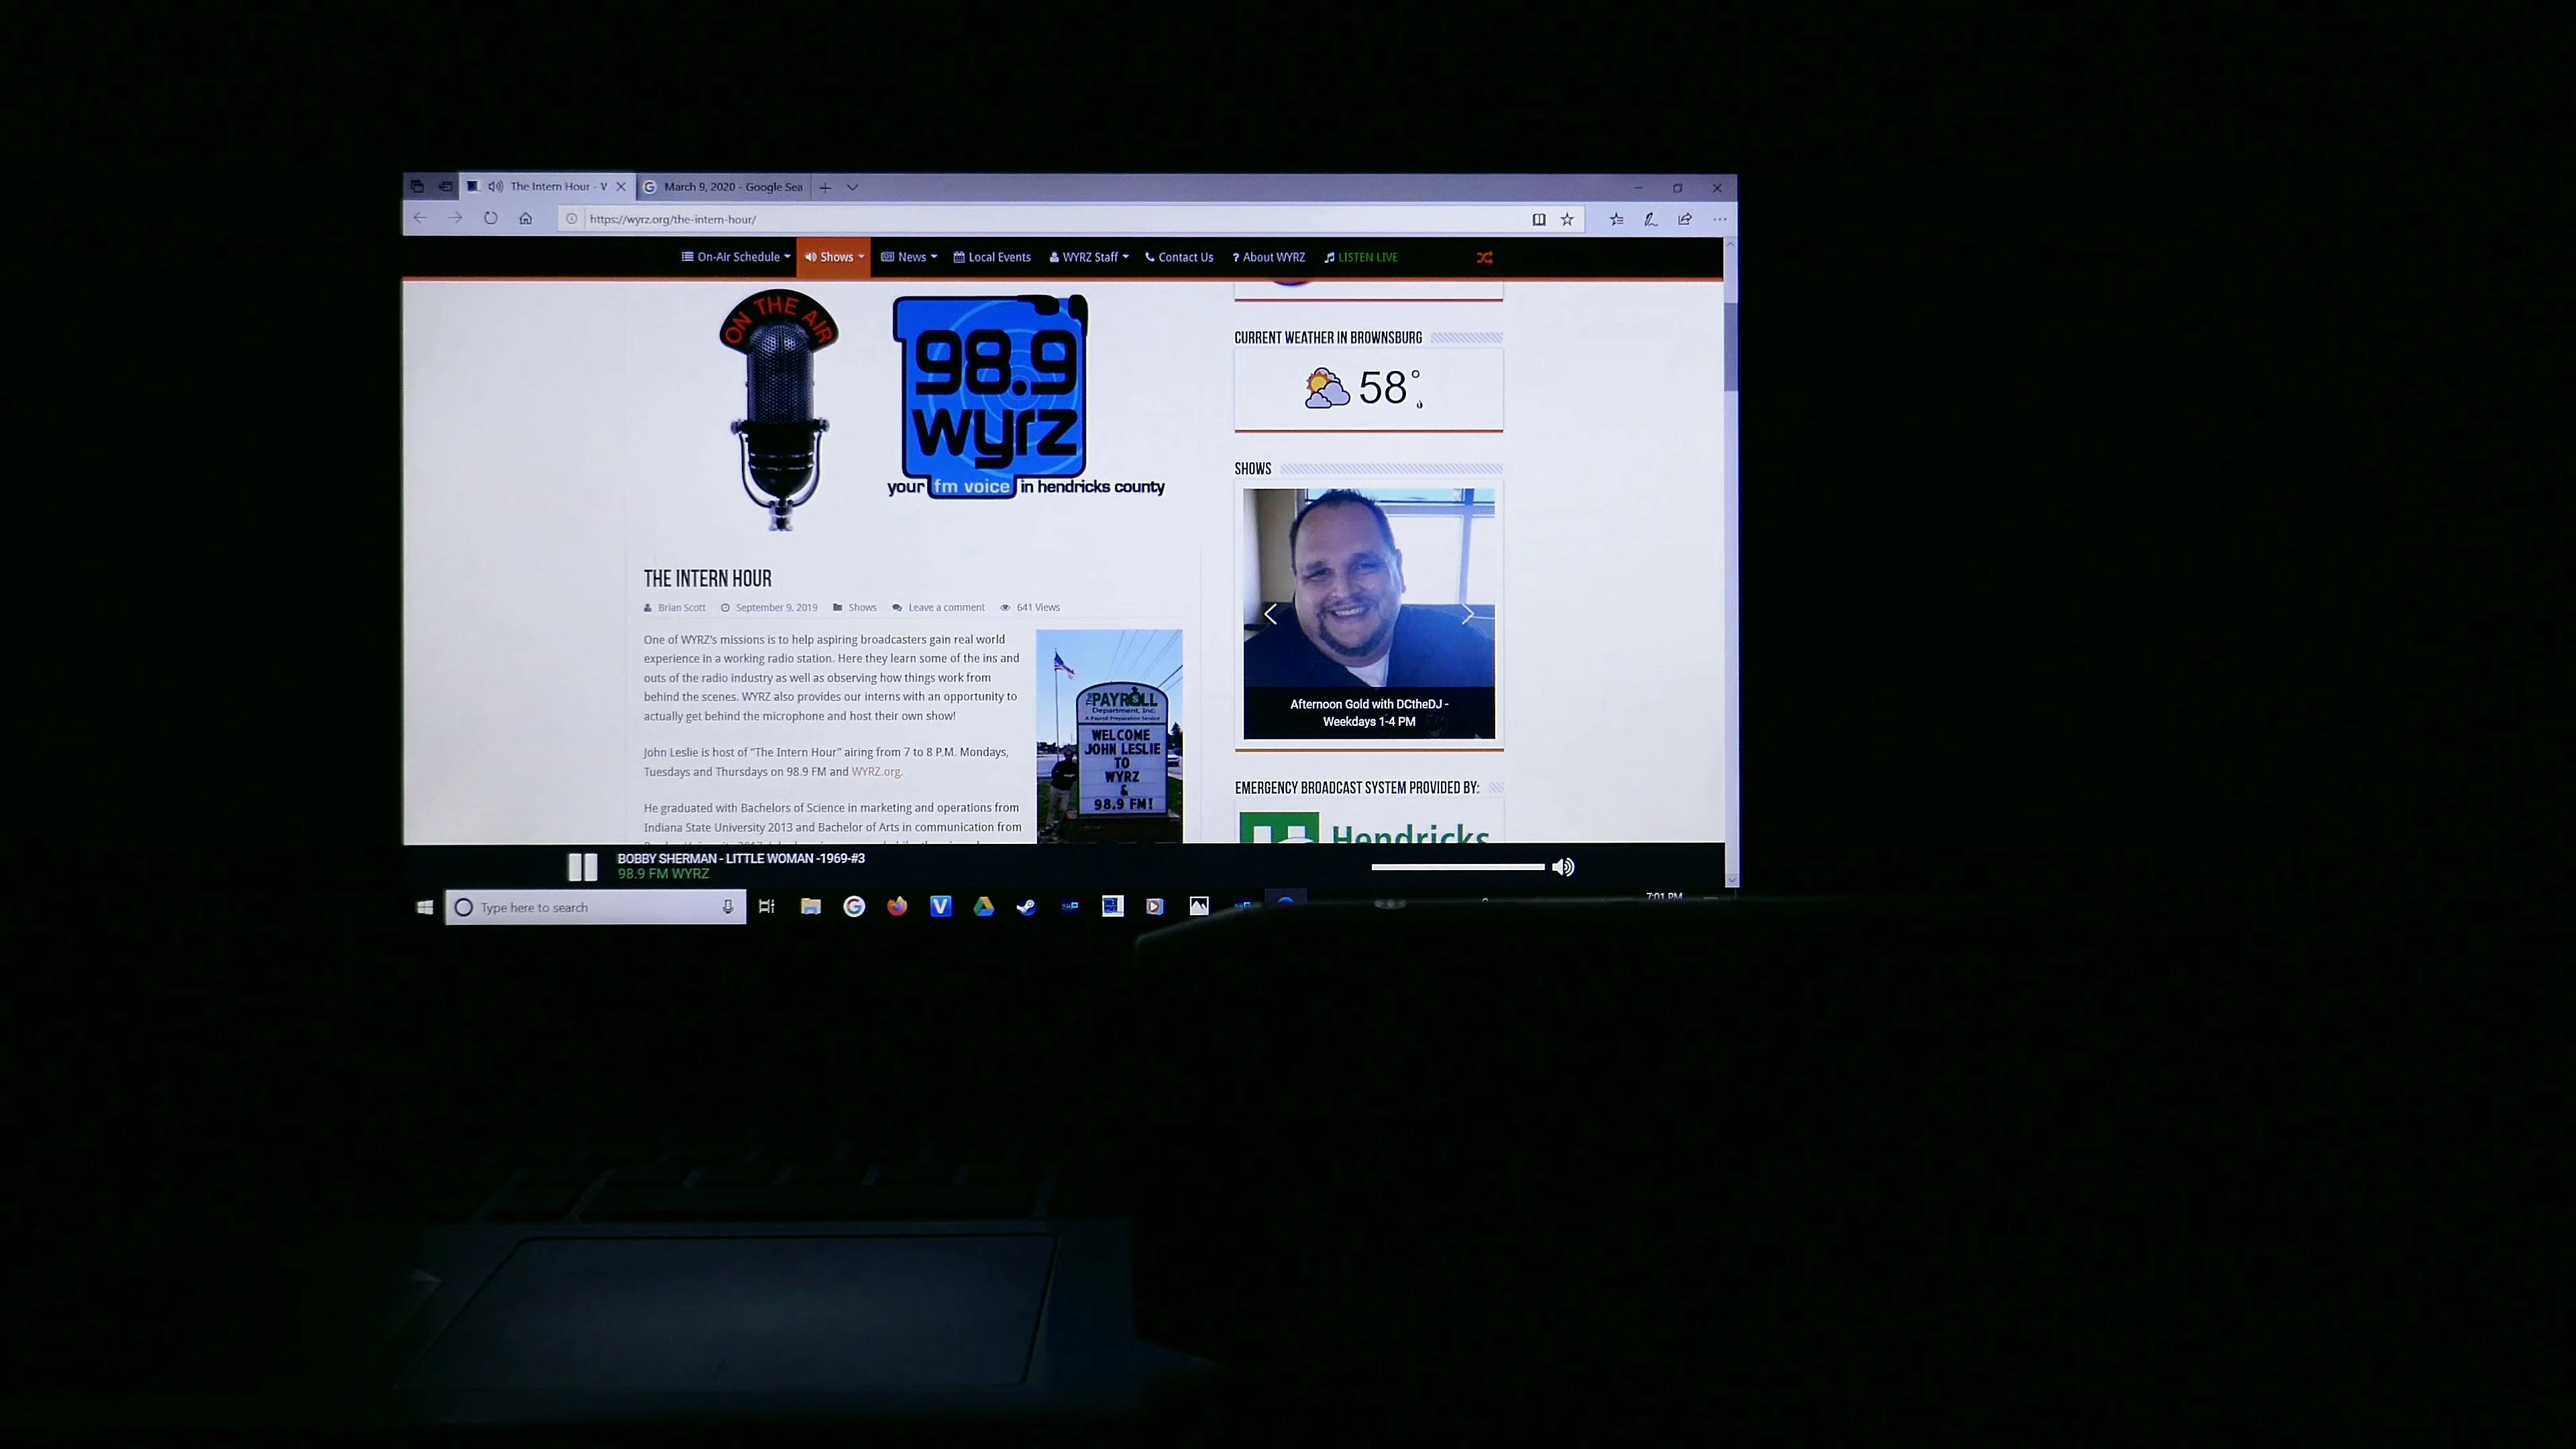 The Intern Hour - W
March 9, 2020 - Google Sea
https://wyrz.org/the-intern-hour/
On-Air Schedule
Shows
News
Local Events
WYRZ Staff
Contact Us
? About WYRZ
LISTEN LIVE
ON THE AIR
98.9
wyrz
your fm voice in hendricks county
CURRENT WEATHER IN BROWNSBURG
58°
SHOWS
Afternoon Gold with DCtheDJ -
Weekdays 1-4 PM
EMERGENCY BROADCAST SYSTEM PROVIDED BY:
Hendricks
THE INTERN HOUR
Brian Scott September 9, 2019 Shows Leave a comment 641 Views
One of WYRZ's missions is to help aspiring broadcasters gain real world
experience in a working radio station. Here they learn some of the ins and
outs of the radio industry as well as observing how things work from
behind the scenes. WYRZ also provides our interns with an opportunity to
actually get behind the microphone and host their own show!
John Leslie is host of "The Intern Hour" airing from 7 to 8 P.M. Mondays,
Tuesdays and Thursdays on 98.9 FM and WYRZ.org.
He graduated with Bachelors of Science in marketing and operations from
Indiana State University 2013 and Bachelor of Arts in communication from
THE PAYROLL
Department, Inc.
A Payroll Preparation Service
WELCOME
JOHN LESLIE
TO
WYRZ
&
98.9 FM!
BOBBY SHERMAN - LITTLE WOMAN -1969-#3
98.9 FM WYRZ
Type here to search
7:01 PM